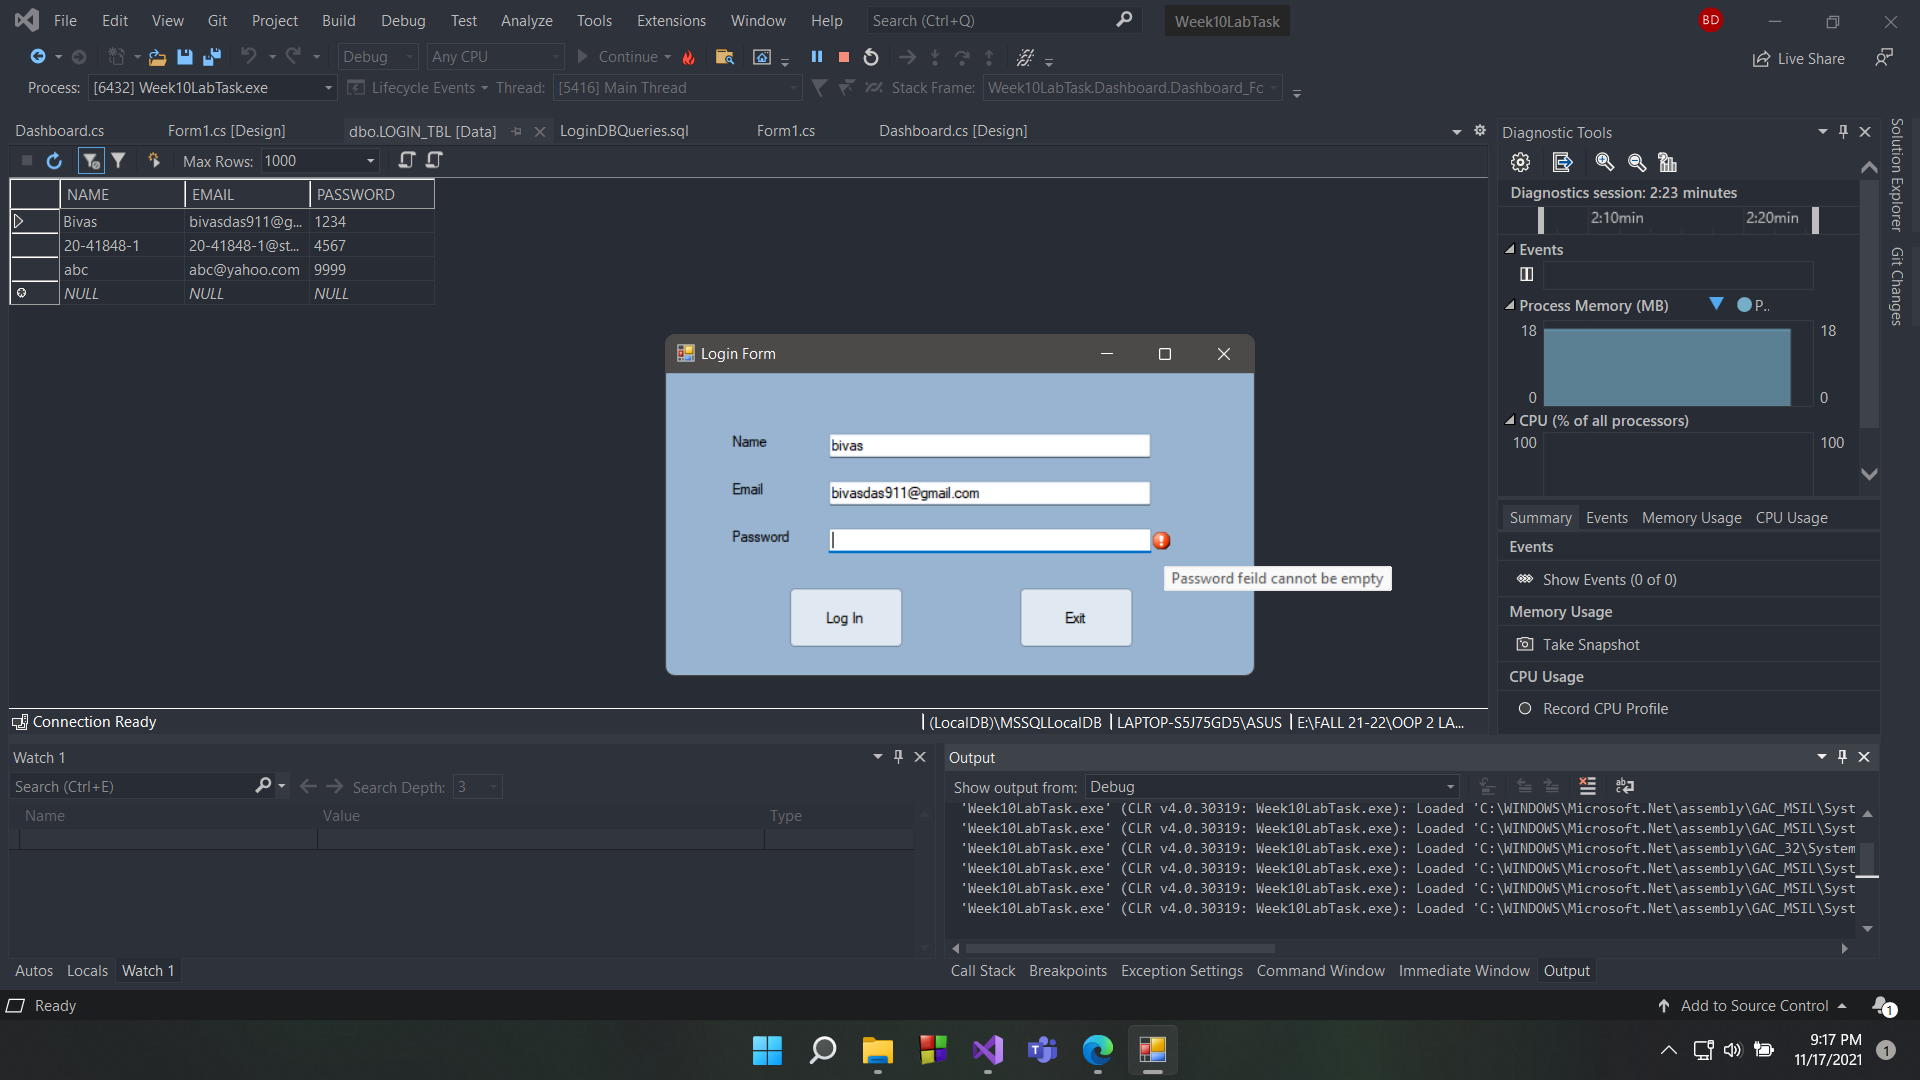 File Edit View Git Project Build Debug Test Analyze Tools Extensions Window Help Search (Ctrl+Q) Week10LabTask BD
Debug Any CPU Continue Live Share
Process: [6432] Week10LabTask.exe Lifecycle Events Thread: [5416] Main Thread Stack Frame: Week10LabTask.Dashboard.Dashboard_Fc
Dashboard.cs Form1.cs [Design] dbo.LOGIN_TBL [Data] LoginDBQueries.sql Form1.cs Dashboard.cs [Design]
Max Rows: 1000
NAME EMAIL PASSWORD
Bivas bivasdas911@g... 1234
20-41848-1 20-41848-1@st... 4567
abc abc@yahoo.com 9999
NULL NULL NULL
Login Form
Name bivas
Email bivasdas911@gmail.com
Password
Password feild cannot be empty
Log In Exit
Connection Ready (LocalDB)\MSSQLLocalDB LAPTOP-S5J75GD5\ASUS E:\FALL 21-22\OOP 2 LA...
Diagnostic Tools
Diagnostics session: 2:23 minutes
2:10min 2:20min
Events
Process Memory (MB) P..
18 18
0 0
CPU (% of all processors)
100 100
Summary Events Memory Usage CPU Usage
Events
Show Events (0 of 0)
Memory Usage
Take Snapshot
CPU Usage
Record CPU Profile
Solution Explorer
Git Changes
Watch 1
Search (Ctrl+E) Search Depth: 3
Name Value Type
Autos Locals Watch 1
Output
Show output from: Debug
'Week10LabTask.exe' (CLR v4.0.30319: Week10LabTask.exe): Loaded 'C:\WINDOWS\Microsoft.Net\assembly\GAC_MSIL\Syst
'Week10LabTask.exe' (CLR v4.0.30319: Week10LabTask.exe): Loaded 'C:\WINDOWS\Microsoft.Net\assembly\GAC_MSIL\Syst
'Week10LabTask.exe' (CLR v4.0.30319: Week10LabTask.exe): Loaded 'C:\WINDOWS\Microsoft.Net\assembly\GAC_32\System
'Week10LabTask.exe' (CLR v4.0.30319: Week10LabTask.exe): Loaded 'C:\WINDOWS\Microsoft.Net\assembly\GAC_MSIL\Syst
'Week10LabTask.exe' (CLR v4.0.30319: Week10LabTask.exe): Loaded 'C:\WINDOWS\Microsoft.Net\assembly\GAC_MSIL\Syst
'Week10LabTask.exe' (CLR v4.0.30319: Week10LabTask.exe): Loaded 'C:\WINDOWS\Microsoft.Net\assembly\GAC_MSIL\Syst
Call Stack Breakpoints Exception Settings Command Window Immediate Window Output
Ready Add to Source Control 1
9:17 PM
11/17/2021 1